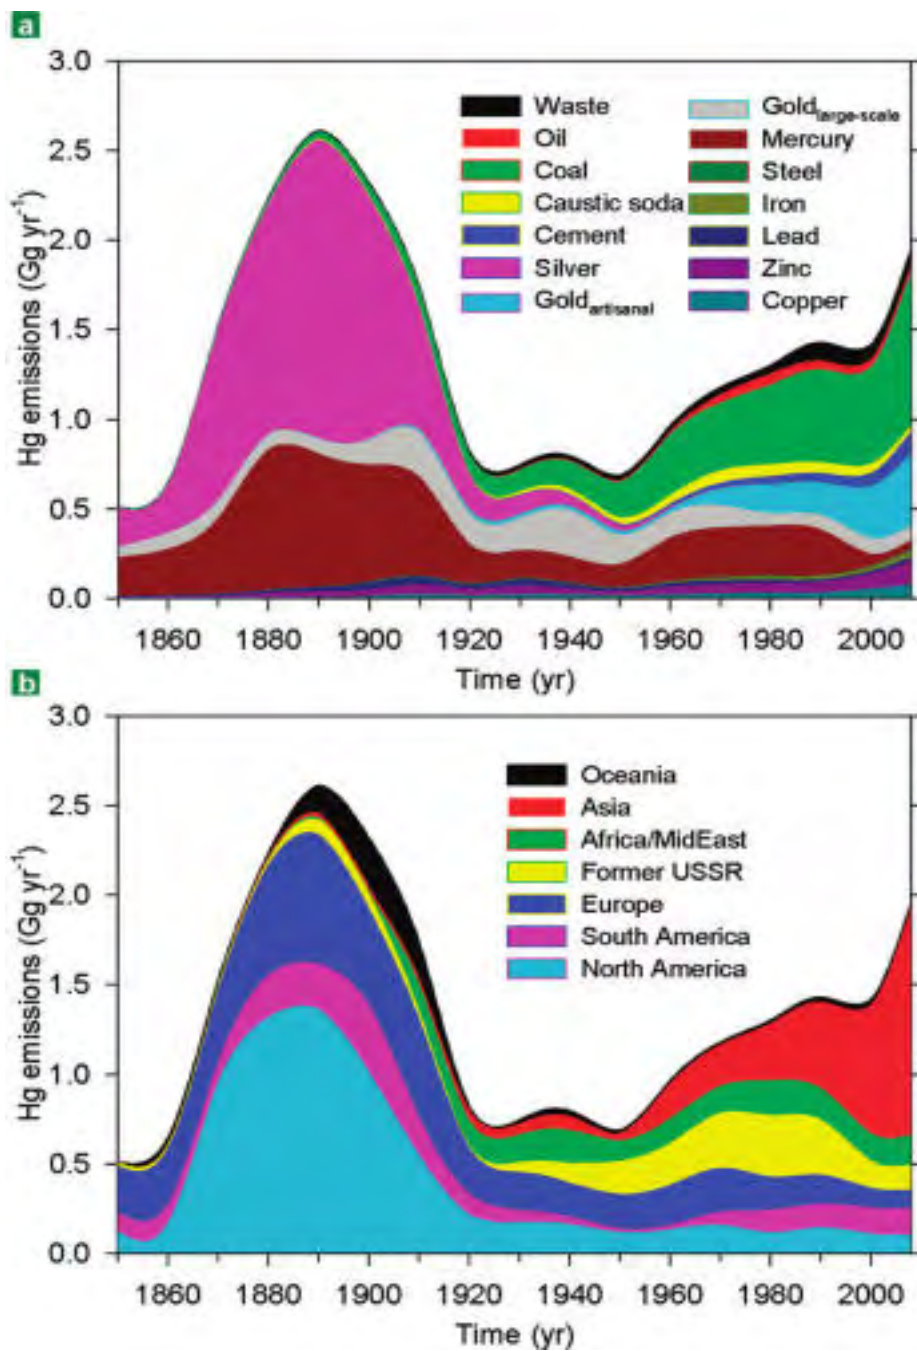 a
3.0
2.5
2.0
1.5
1.0
0.5
0.0
Hg emissions (Gg yr-1)
Waste
Oil
Coal
Caustic soda
Cement
Silver
Goldartisanal
Goldlarge-scale
Mercury
Steel
Iron
Lead
Zinc
Copper
1860 1880 1900 1920 1940 1960 1980 2000
Time (yr)
b
3.0
2.5
2.0
1.5
1.0
0.5
0.0
Hg emissions (Gg yr-1)
Oceania
Asia
Africa/MidEast
Former USSR
Europe
South America
North America
1860 1880 1900 1920 1940 1960 1980 2000
Time (yr)